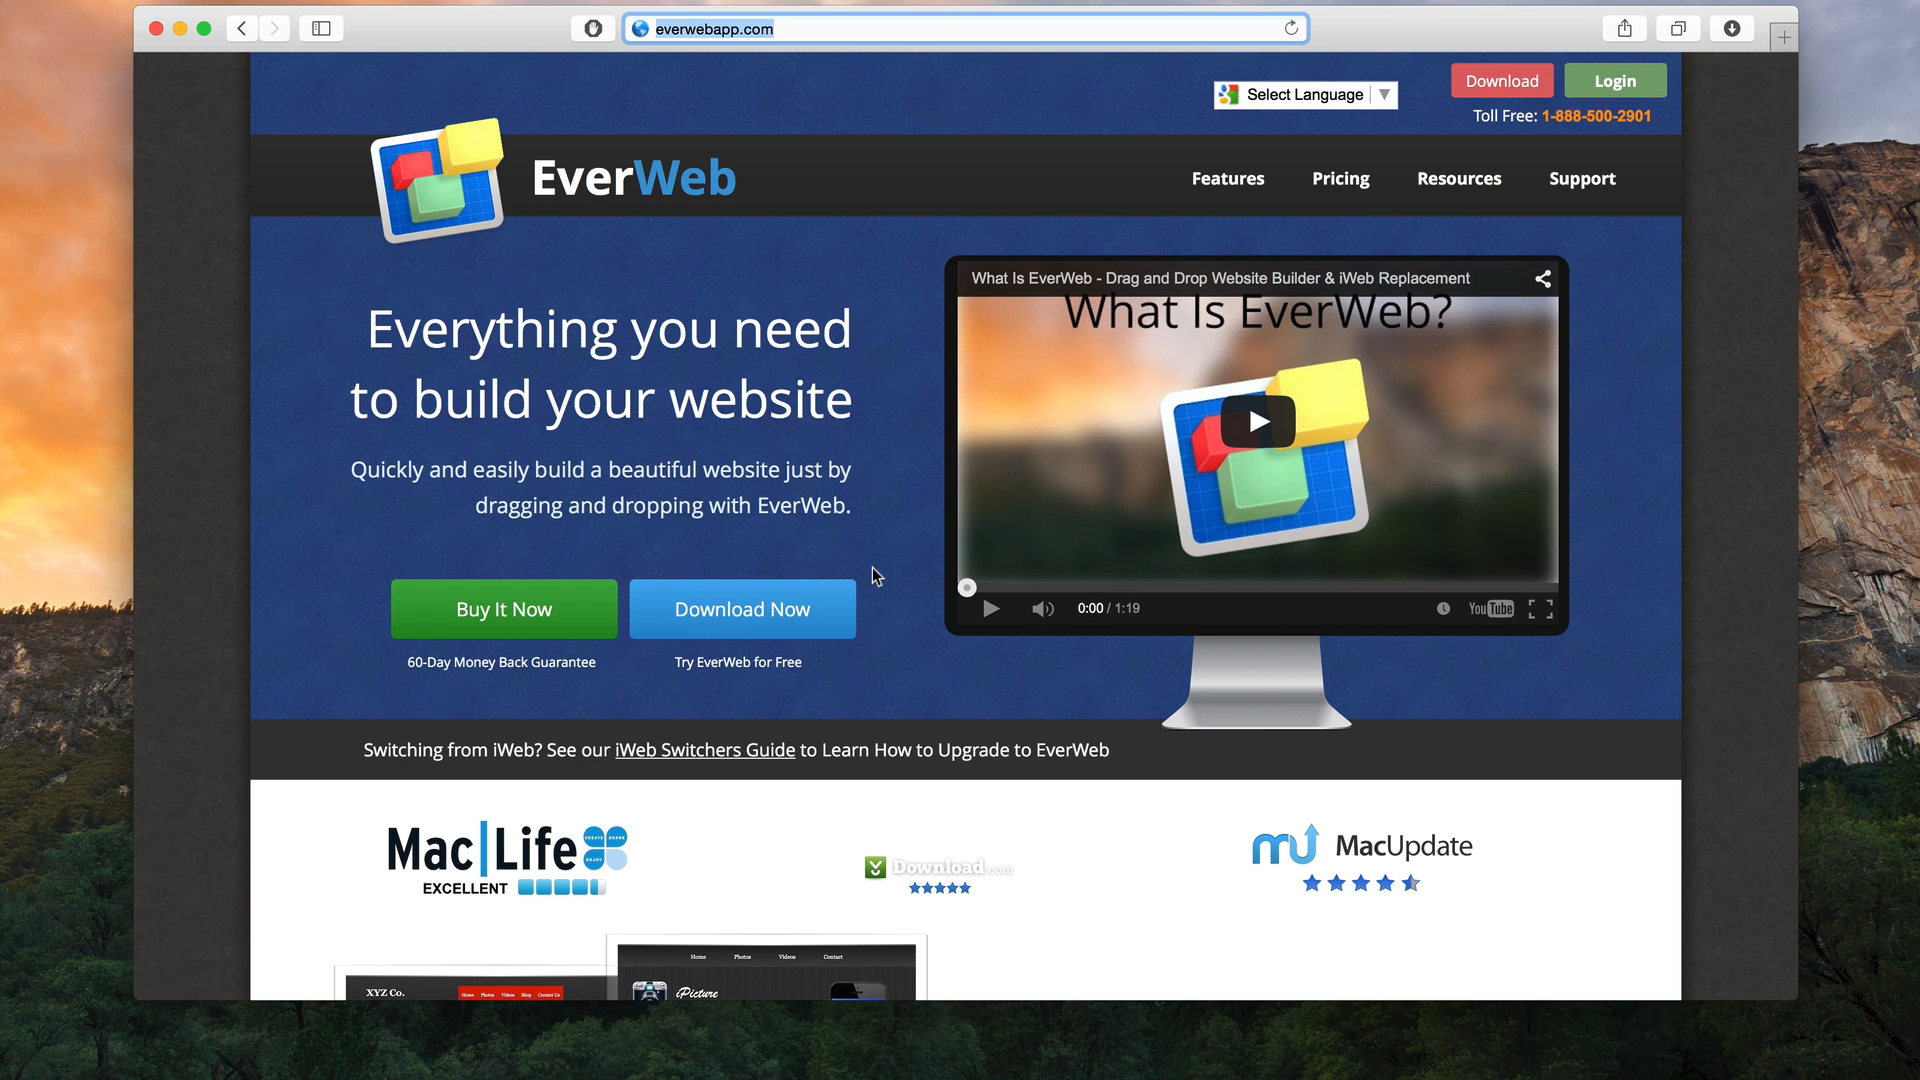 everwebapp.com
Select Language
Download
Login
Toll Free: 1-888-500-2901
EverWeb
Features
Pricing
Resources
Support
Everything you need
to build your website
Quickly and easily build a beautiful website just by
dragging and dropping with EverWeb.
Buy It Now
Download Now
60-Day Money Back Guarantee
Try EverWeb for Free
What Is EverWeb - Drag and Drop Website Builder & iWeb Replacement
What Is EverWeb?
0:00 / 1:19
YouTube
Switching from iWeb? See our iWeb Switchers Guide to Learn How to Upgrade to EverWeb
Mac|Life
CREATE SHARE
ENJOY
EXCELLENT
Download.com
MacUpdate
Home Photos Videos Contact
iPicture
XYZ Co.
Home Photos Videos Shop Contact Us